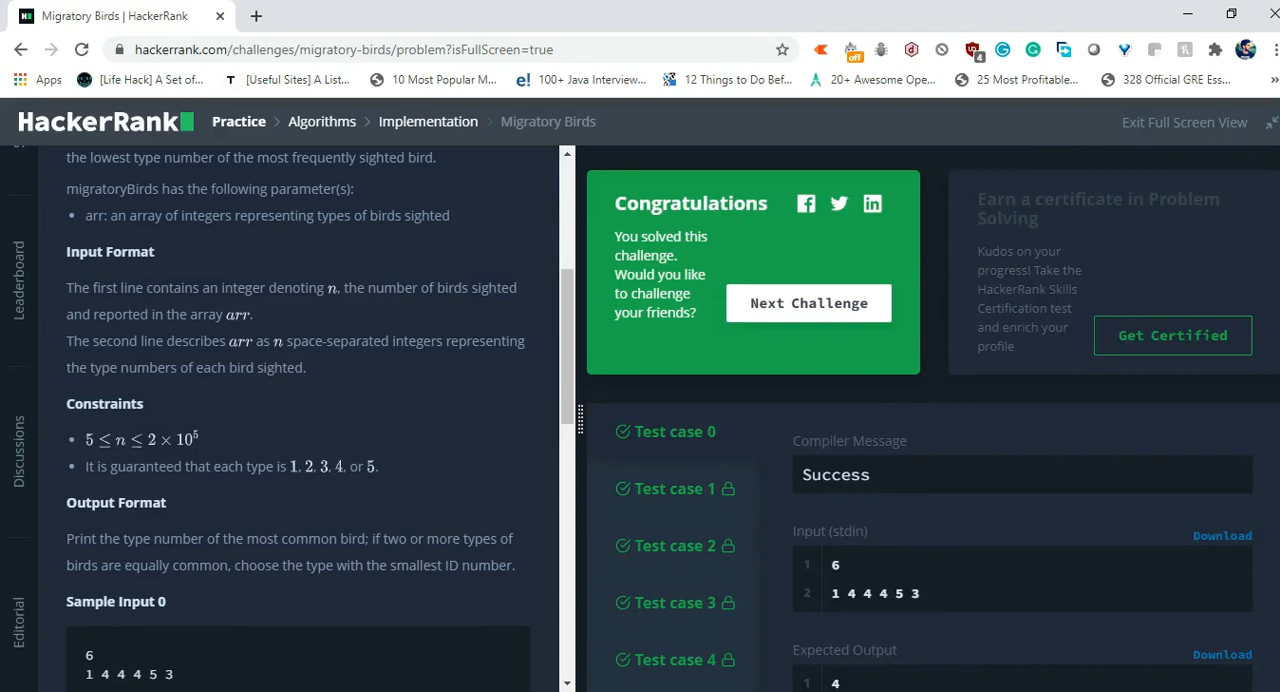 Migratory Birds | HackerRank
hackerrank.com/challenges/migratory-birds/problem?isFullScreen=true
4
off
Apps [Life Hack] A Set of... [Useful Sites] A List... 10 Most Popular M... 100+ Java Interview... 12 Things to Do Bef... 20+ Awesome Ope... 25 Most Profitable... 328 Official GRE Ess...
HackerRank Practice > Algorithms > Implementation > Migratory Birds Exit Full Screen View
Leaderboard
Discussions
Editorial
the lowest type number of the most frequently sighted bird.
migratoryBirds has the following parameter(s):
• arr: an array of integers representing types of birds sighted
Input Format
The first line contains an integer denoting n, the number of birds sighted
and reported in the array arr.
The second line describes arr as n space-separated integers representing
the type numbers of each bird sighted.
Constraints
• 5 ≤ n ≤ 2 × 10⁵
• It is guaranteed that each type is 1, 2, 3, 4, or 5.
Output Format
Print the type number of the most common bird; if two or more types of
birds are equally common, choose the type with the smallest ID number.
Sample Input 0
6
1 4 4 4 5 3
Congratulations
You solved this
challenge.
Would you like
to challenge
your friends?
Next Challenge
Earn a certificate in Problem
Solving
Kudos on your
progress! Take the
HackerRank Skills
Certification test
and enrich your
profile
Get Certified
Test case 0
Test case 1
Test case 2
Test case 3
Test case 4
Compiler Message
Success
Input (stdin) Download
1 6
2 1 4 4 4 5 3
Expected Output Download
1 4